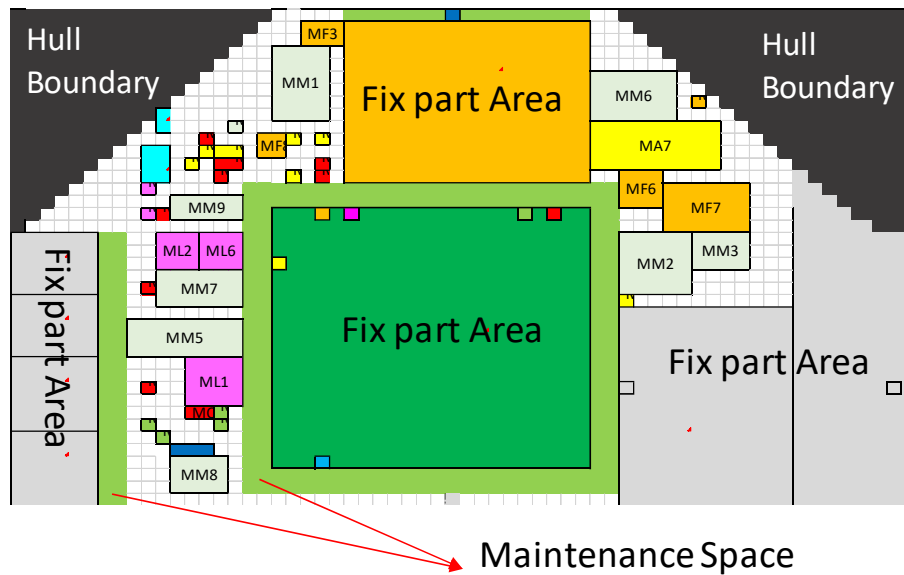 Hull
Boundary
Hull
Boundary
MF3
MM1
Fix part Area
MM6
MA7
MF8
MF6
MF7
MM9
ML2
ML6
MM7
MM2
MM3
Fix part Area
MM5
Fix part Area
Fix part Area
ML1
MM8
Maintenance Space